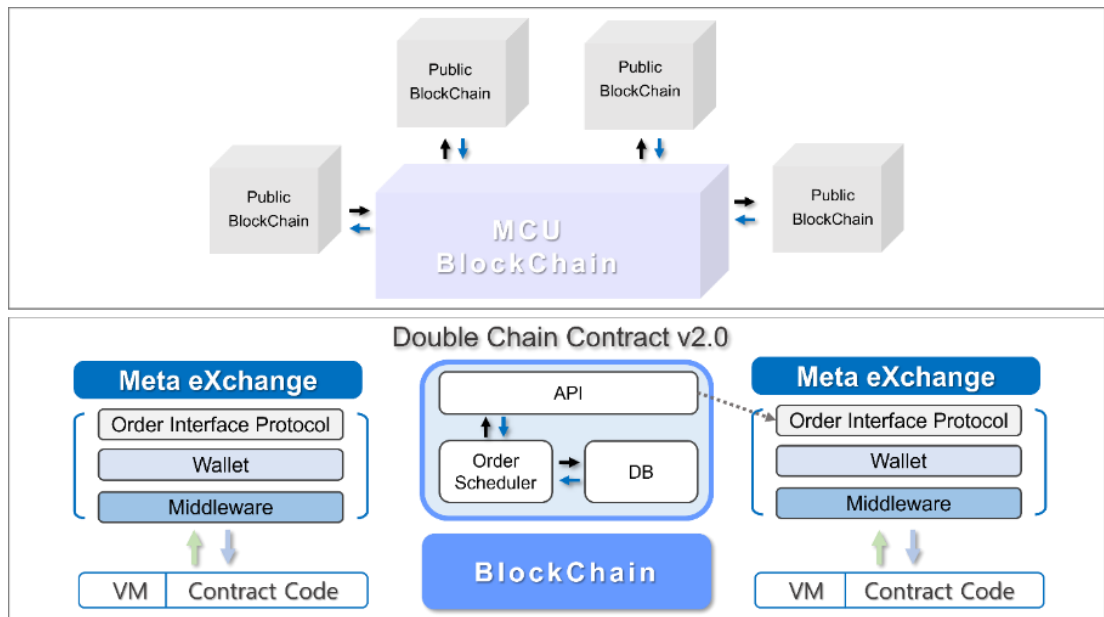 Public
BlockChain
Public
BlockChain
Public
BlockChain
Public
BlockChain
MCU
BlockChain
Double Chain Contract v2.0
Meta eXchange
Order Interface Protocol
Wallet
Middleware
VM
Contract Code
API
Order
Scheduler
DB
BlockChain
Meta eXchange
Order Interface Protocol
Wallet
Middleware
VM
Contract Code